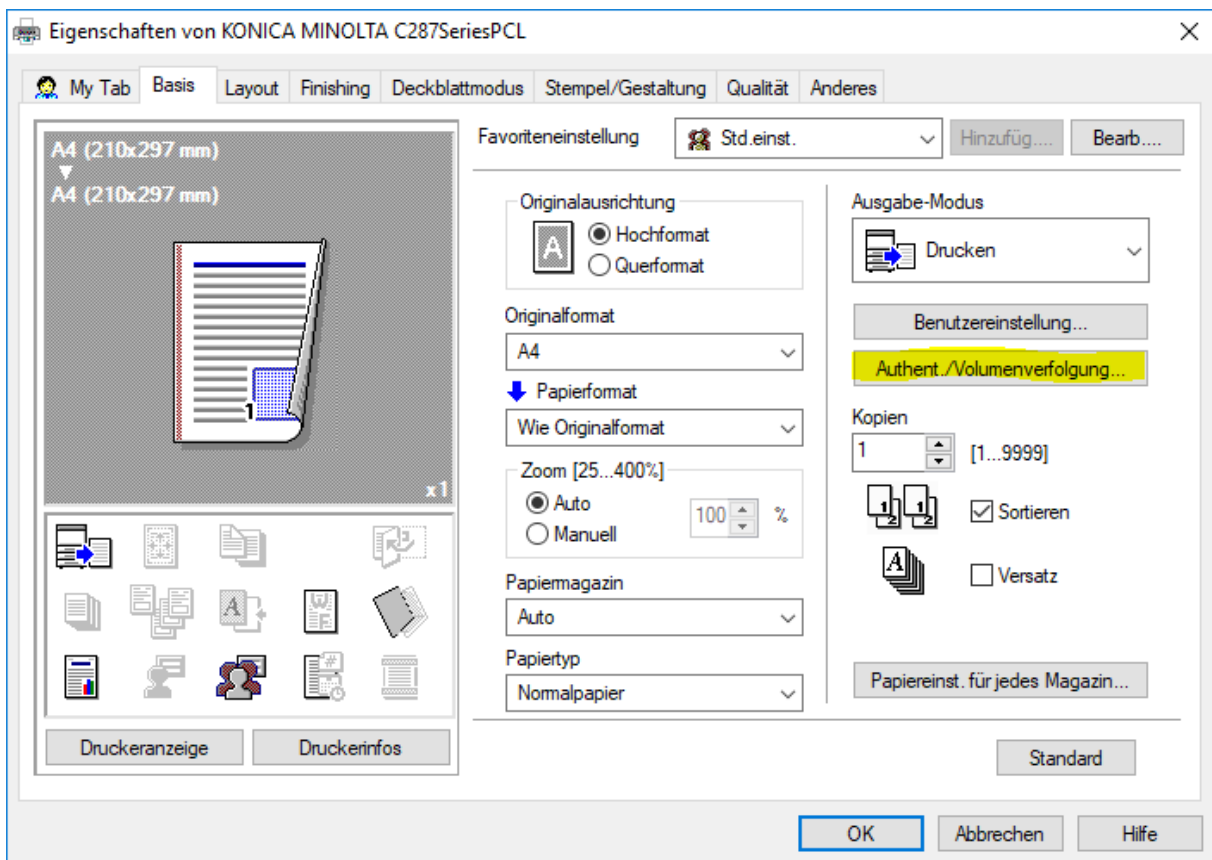 Eigenschaften von KONICA MINOLTA C287SeriesPCL
My Tab Basis Layout Finishing Deckblattmodus Stempel/Gestaltung Qualität Anderes
A4 (210x297 mm)
A4 (210x297 mm)
1
x1
Druckeranzeige Druckerinfos
Favoriteneinstellung Std.einst. Hinzufüg.... Bearb....
Originalausrichtung
A
Hochformat
Querformat
Originalformat
A4
Papierformat
Wie Originalformat
Zoom [25...400%]
Auto
Manuell
100 %
Papiermagazin
Auto
Papiertyp
Normalpapier
Ausgabe-Modus
Drucken
Benutzereinstellung...
Authent./Volumenverfolgung...
Kopien
1 [1...9999]
Sortieren
Versatz
Papiereinst. für jedes Magazin...
Standard
OK Abbrechen Hilfe